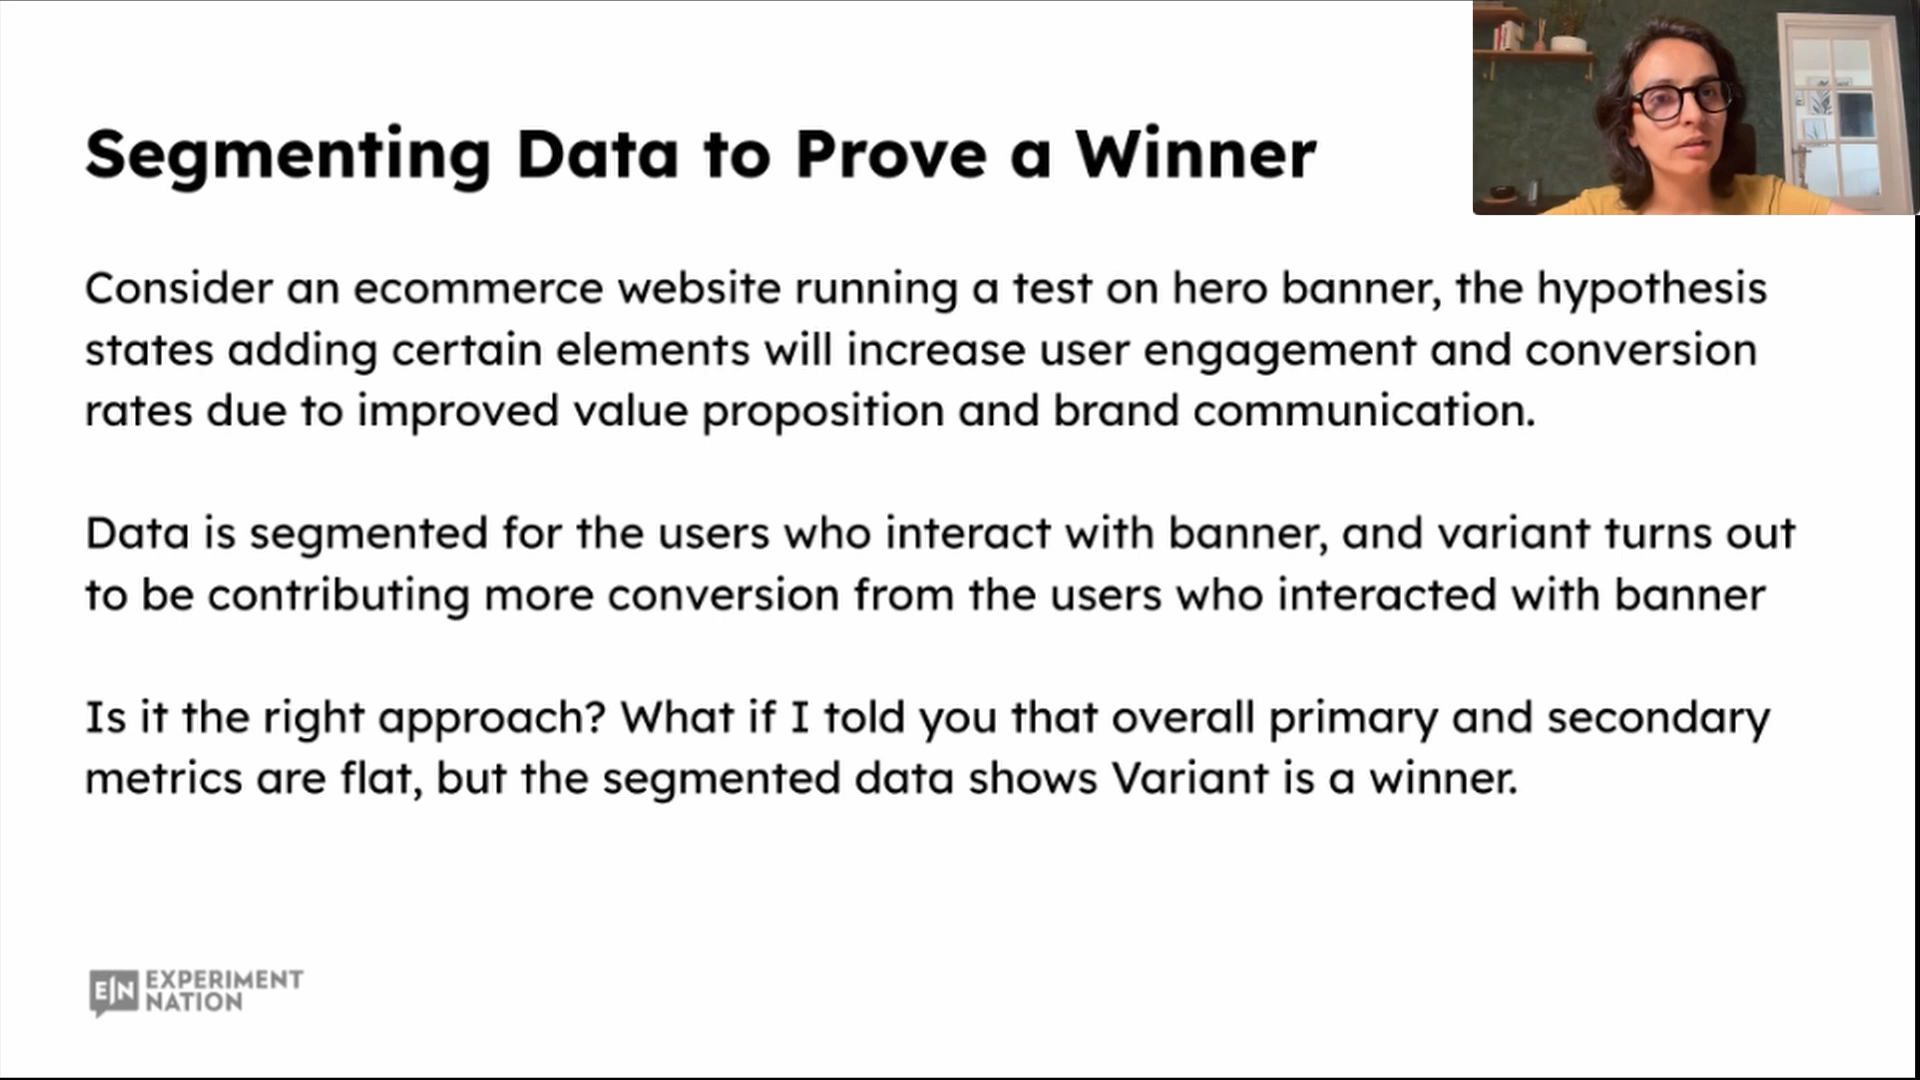 Segmenting Data to Prove a Winner
Consider an ecommerce website running a test on hero banner, the hypothesis
states adding certain elements will increase user engagement and conversion
rates due to improved value proposition and brand communication.
Data is segmented for the users who interact with banner, and variant turns out
to be contributing more conversion from the users who interacted with banner
Is it the right approach? What if I told you that overall primary and secondary
metrics are flat, but the segmented data shows Variant is a winner.
E|N EXPERIMENT
NATION